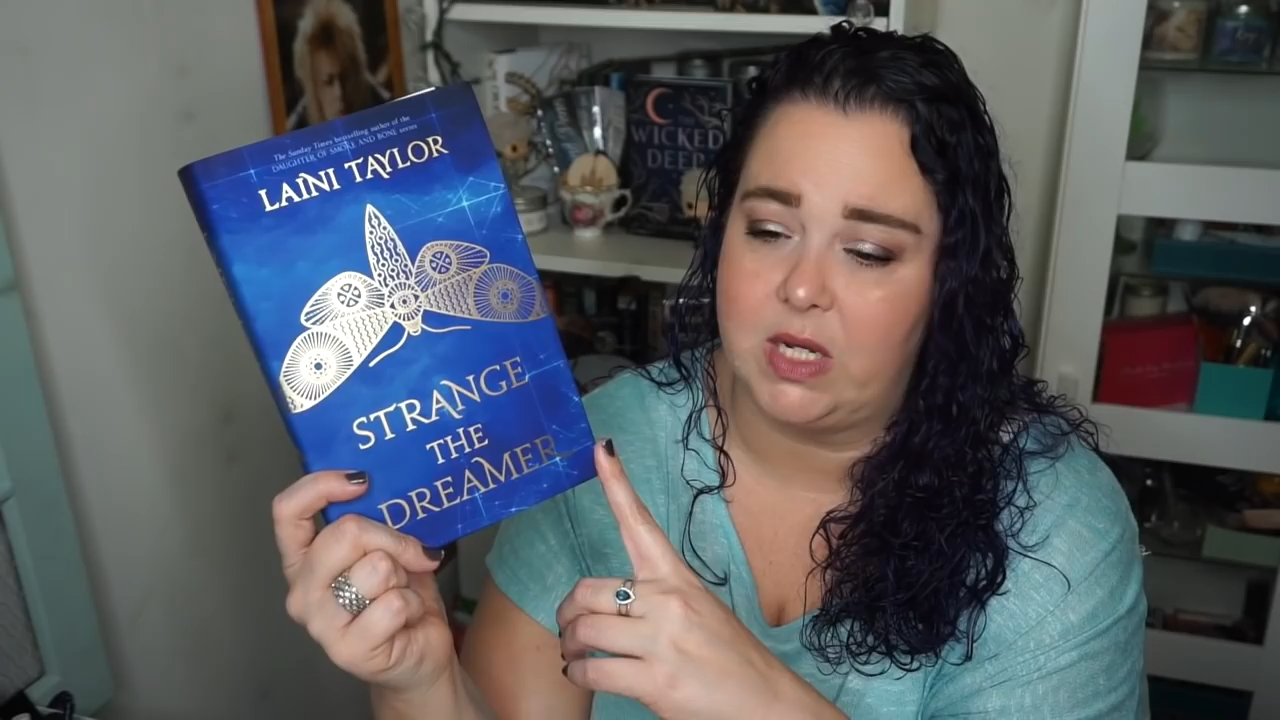 The Sunday Times bestselling author of the
DAUGHTER OF SMOKE AND BONE series
LAINI TAYLOR
STRANGE
THE
DREAMER
WICKED
DEEP